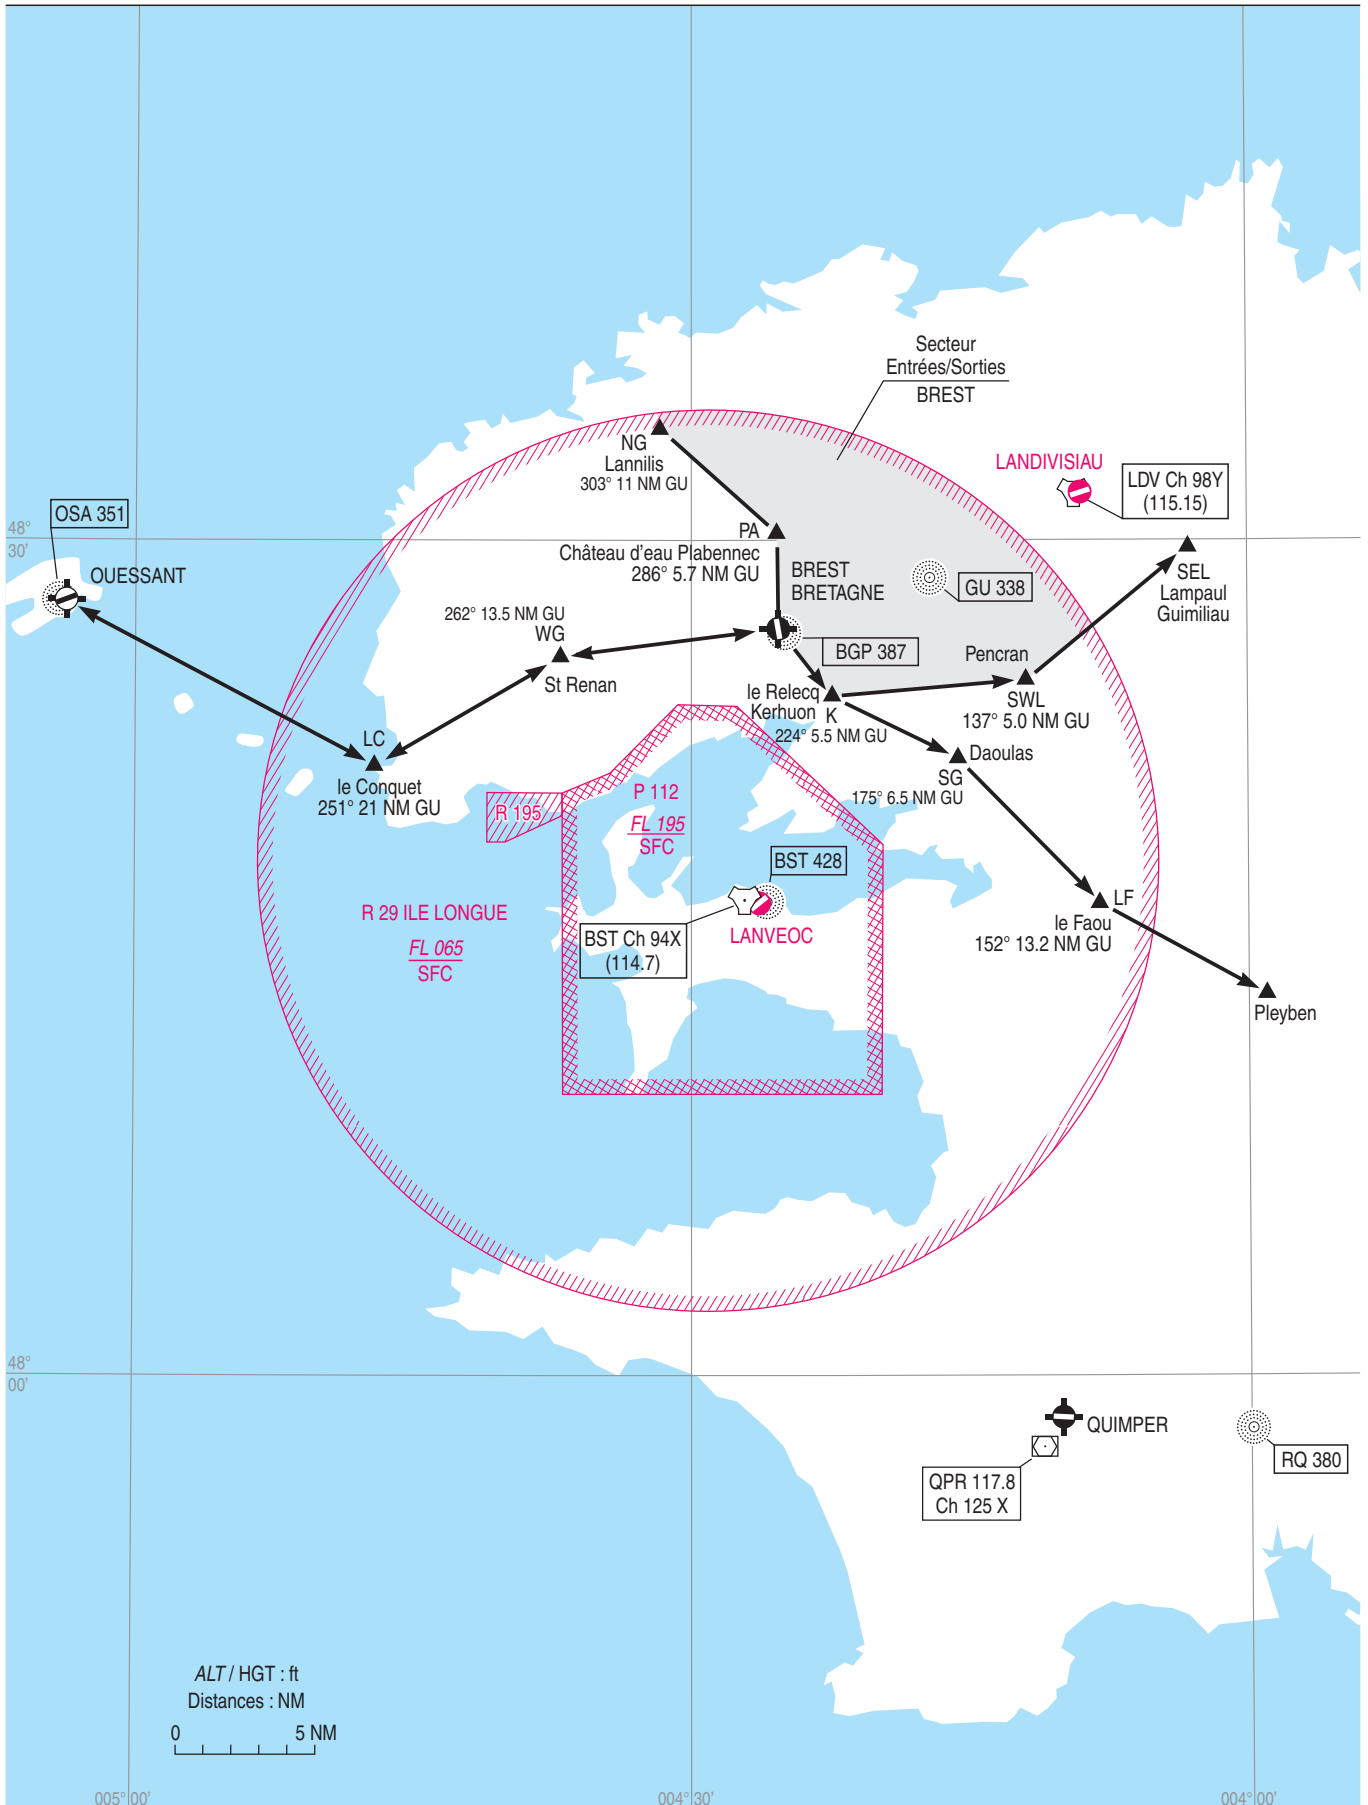 Secteur
Entrées/Sorties
BREST
NG
Lannilis
303° 11 NM GU
LANDIVISIAU
LDV Ch 98Y
(115.15)
OSA 351
48°
30'
PA
Château d'eau Plabennec
286° 5.7 NM GU
OUESSANT
BREST
BRETAGNE
GU 338
SEL
Lampaul
Guimiliau
262° 13.5 NM GU
WG
St Renan
BGP 387
Pencran
SWL
137° 5.0 NM GU
le Relecq
Kerhuon
K
224° 5.5 NM GU
LC
le Conquet
251° 21 NM GU
Daoulas
SG
175° 6.5 NM GU
R 195
P 112
FL 195
SFC
BST 428
R 29 ILE LONGUE
FL 065
SFC
BST Ch 94X
(114.7)
LANVEOC
LF
le Faou
152° 13.2 NM GU
Pleyben
48°
00'
QUIMPER
QPR 117.8
Ch 125 X
RQ 380
ALT / HGT : ft
Distances : NM
0 5 NM
005° 00'
004° 30'
004° 00'